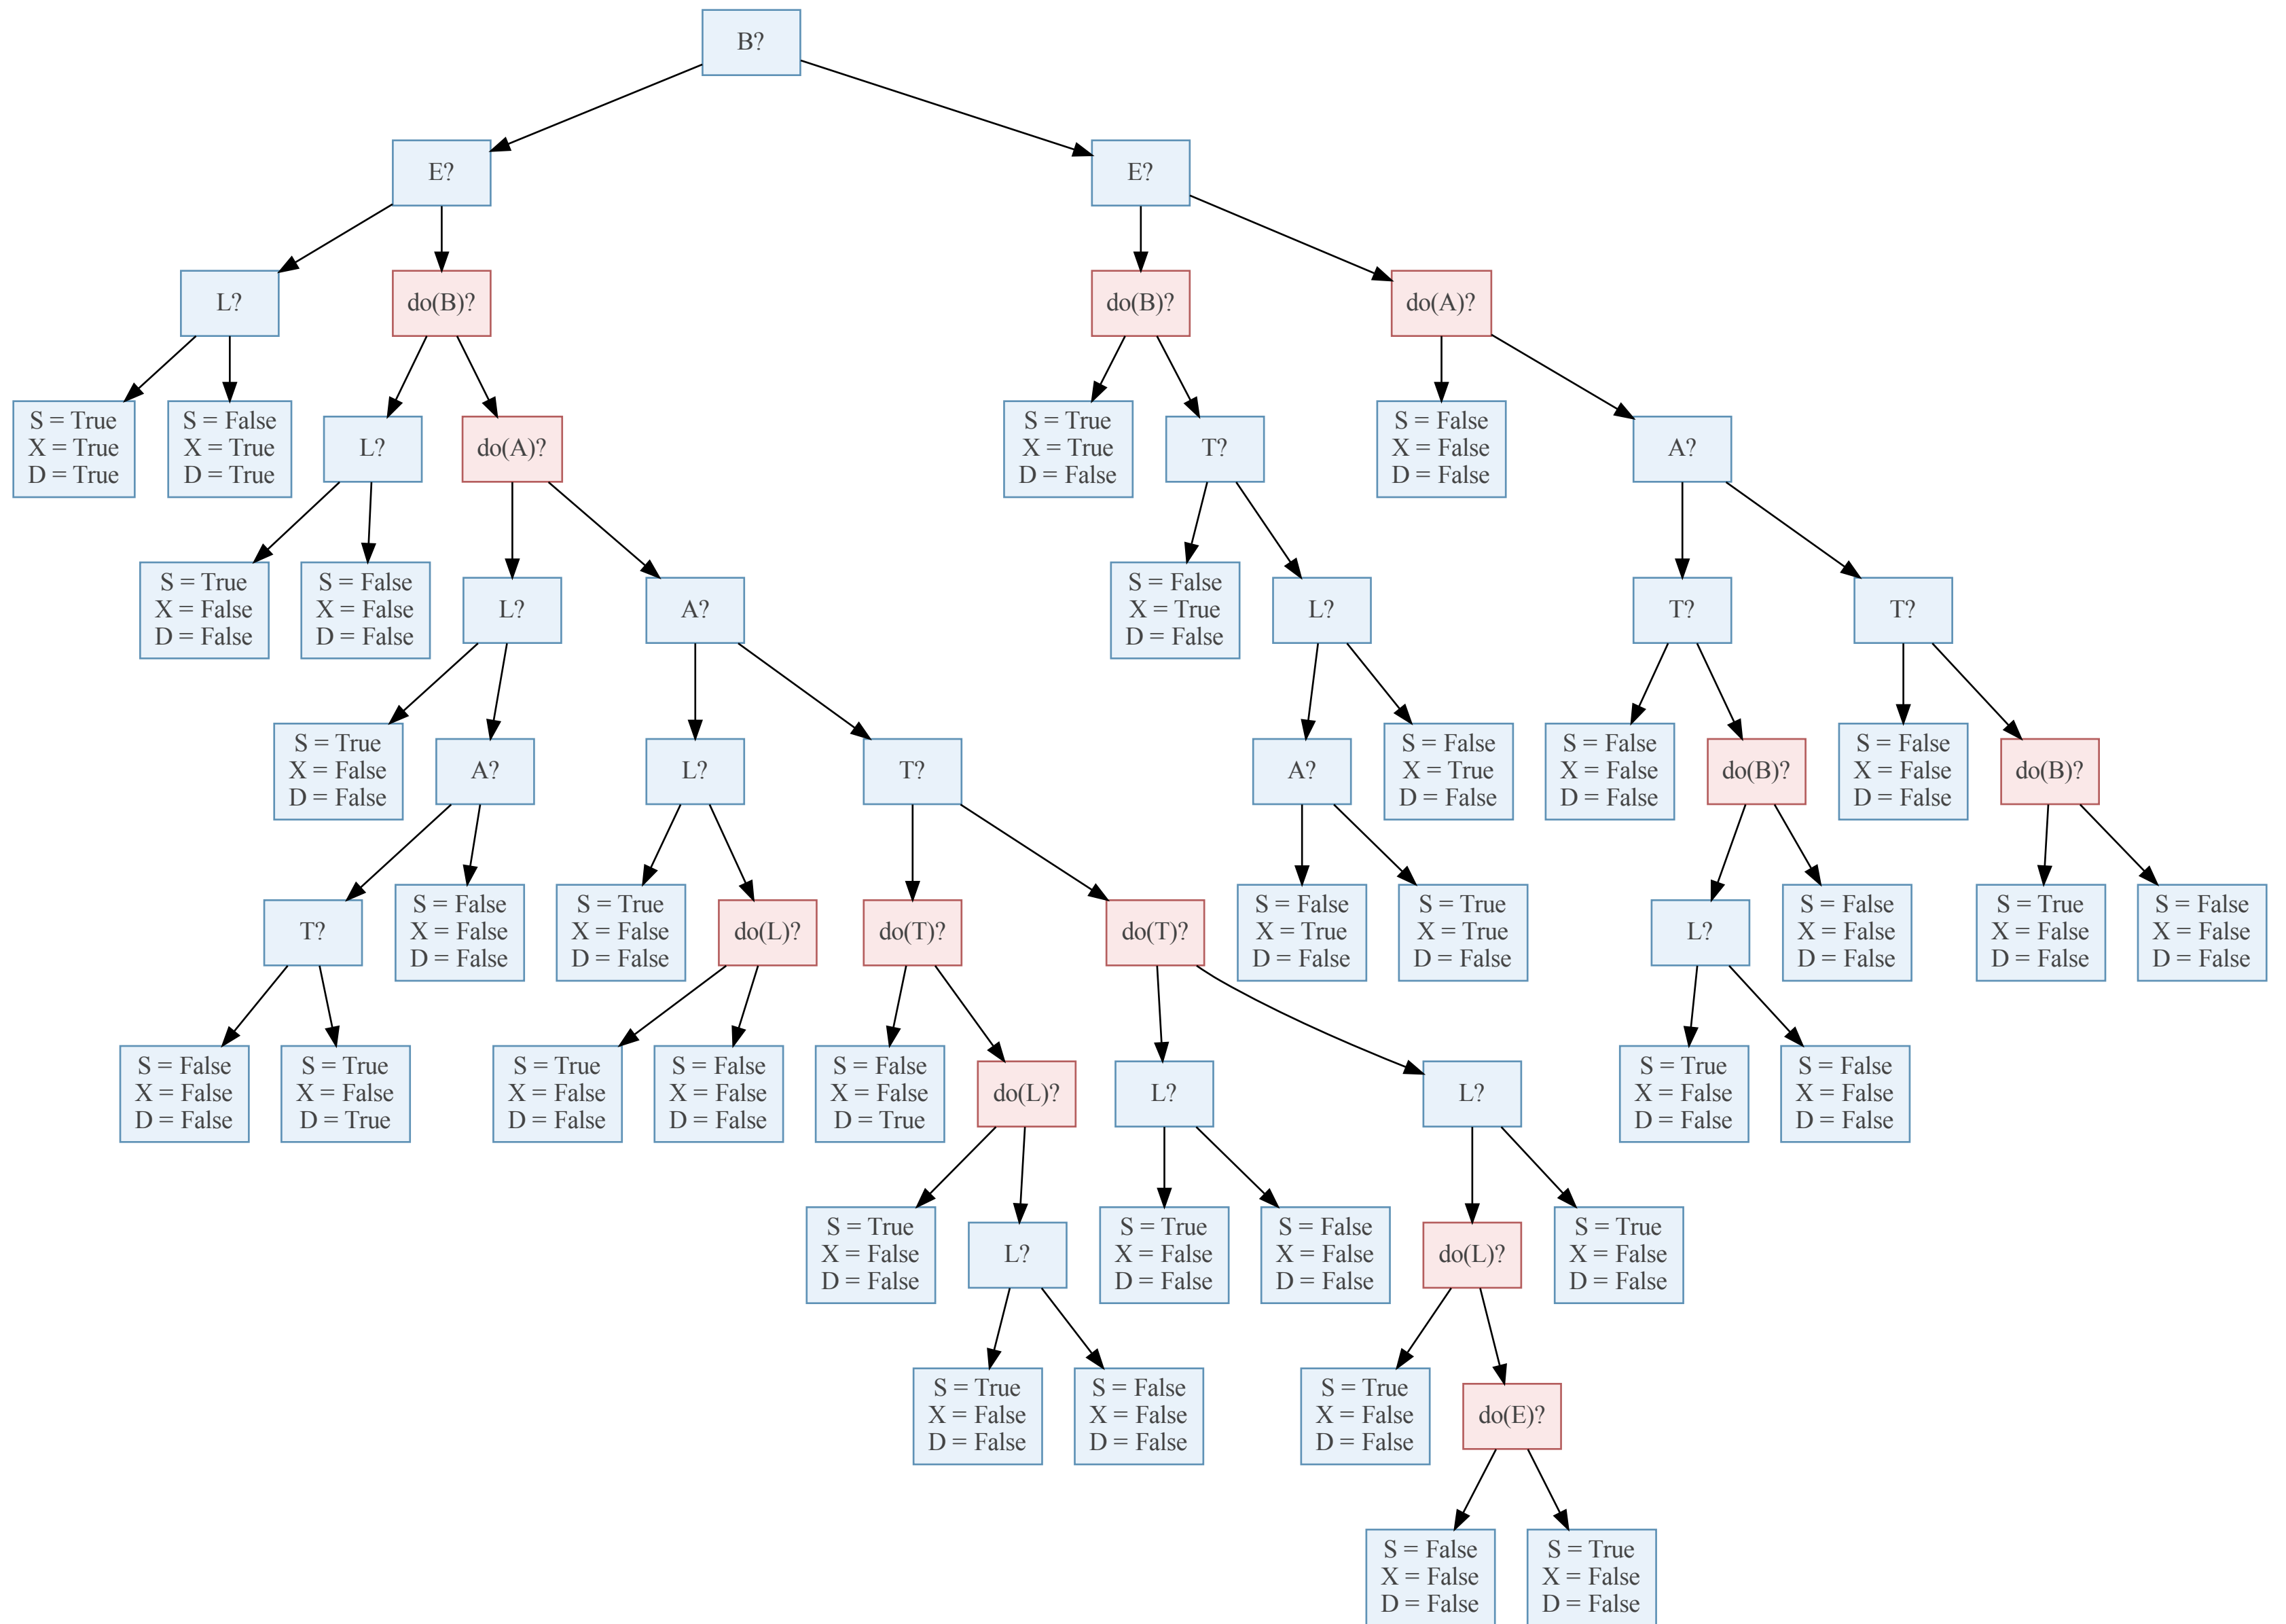 B?
E?
E?
L?
do(B)?
do(B)?
do(A)?
S = True
X = True
D = True
S = False
X = True
D = True
L?
do(A)?
S = True
X = True
D = False
T?
S = False
X = False
D = False
A?
S = True
X = False
D = False
S = False
X = False
D = False
L?
A?
S = False
X = True
D = False
L?
T?
T?
S = True
X = False
D = False
A?
L?
T?
A?
S = False
X = True
D = False
S = False
X = False
D = False
do(B)?
S = False
X = False
D = False
do(B)?
T?
S = False
X = False
D = False
S = True
X = False
D = False
do(L)?
do(T)?
do(T)?
S = False
X = True
D = False
S = True
X = True
D = False
L?
S = False
X = False
D = False
S = True
X = False
D = False
S = False
X = False
D = False
S = False
X = False
D = False
S = True
X = False
D = True
S = True
X = False
D = False
S = False
X = False
D = False
S = False
X = False
D = True
do(L)?
L?
L?
S = True
X = False
D = False
S = False
X = False
D = False
S = True
X = False
D = False
L?
S = True
X = False
D = False
S = False
X = False
D = False
do(L)?
S = True
X = False
D = False
S = True
X = False
D = False
S = False
X = False
D = False
S = True
X = False
D = False
do(E)?
S = False
X = False
D = False
S = True
X = False
D = False